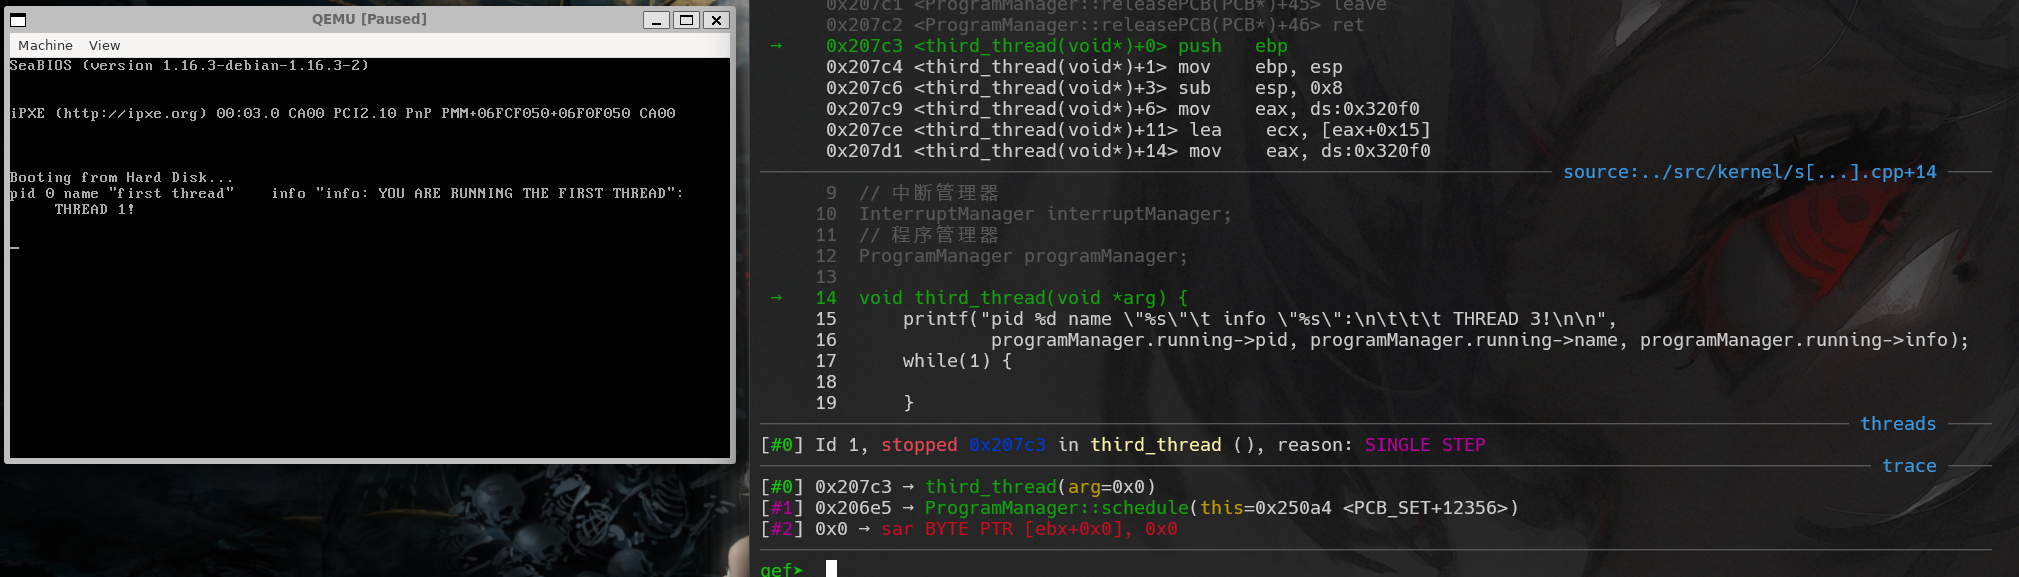 QEMU [Paused]
Machine View
SeaBIOS (version 1.16.3-debian-1.16.3-2)
iPXE (http://ipxe.org) 00:03.0 CA00 PCI2.10 PnP PMM+06FCF050+06F0F050 CA00
Booting from Hard Disk...
pid 0 name "first thread" info "info: YOU ARE RUNNING THE FIRST THREAD":
THREAD 1!
_
0x207c1 <ProgramManager::releasePCB(PCB*)+45> leave
0x207c2 <ProgramManager::releasePCB(PCB*)+46> ret
→ 0x207c3 <third_thread(void*)+0> push ebp
0x207c4 <third_thread(void*)+1> mov ebp, esp
0x207c6 <third_thread(void*)+3> sub esp, 0x8
0x207c9 <third_thread(void*)+6> mov eax, ds:0x320f0
0x207ce <third_thread(void*)+11> lea ecx, [eax+0x15]
0x207d1 <third_thread(void*)+14> mov eax, ds:0x320f0
source:../src/kernel/s[...].cpp+14
9 // 中断管理器
10 InterruptManager interruptManager;
11 // 程序管理器
12 ProgramManager programManager;
13
→ 14 void third_thread(void *arg) {
15 printf("pid %d name \"%s\"\t info \"%s\":\n\t\t\t THREAD 3!\n\n",
16 programManager.running->pid, programManager.running->name, programManager.running->info);
17 while(1) {
18
19 }
threads
[#0] Id 1, stopped 0x207c3 in third_thread (), reason: SINGLE STEP
trace
[#0] 0x207c3 → third_thread(arg=0x0)
[#1] 0x206e5 → ProgramManager::schedule(this=0x250a4 <PCB_SET+12356>)
[#2] 0x0 → sar BYTE PTR [ebx+0x0], 0x0
gef➤